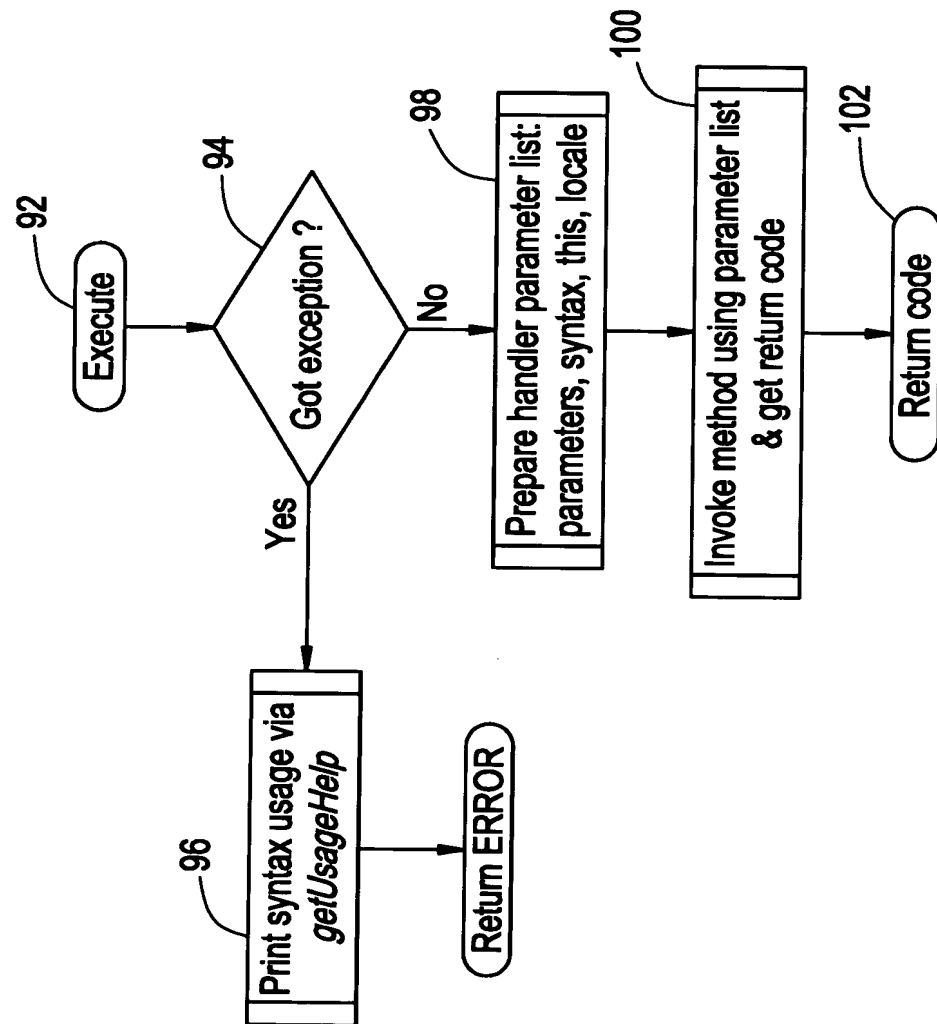 92
Execute
94
Got exception ?
Yes
No
96
Print syntax usage via
getUsageHelp
Return ERROR
98
Prepare handler parameter list:
parameters, syntax, this, locale
100
Invoke method using parameter list
& get return code
102
Return code